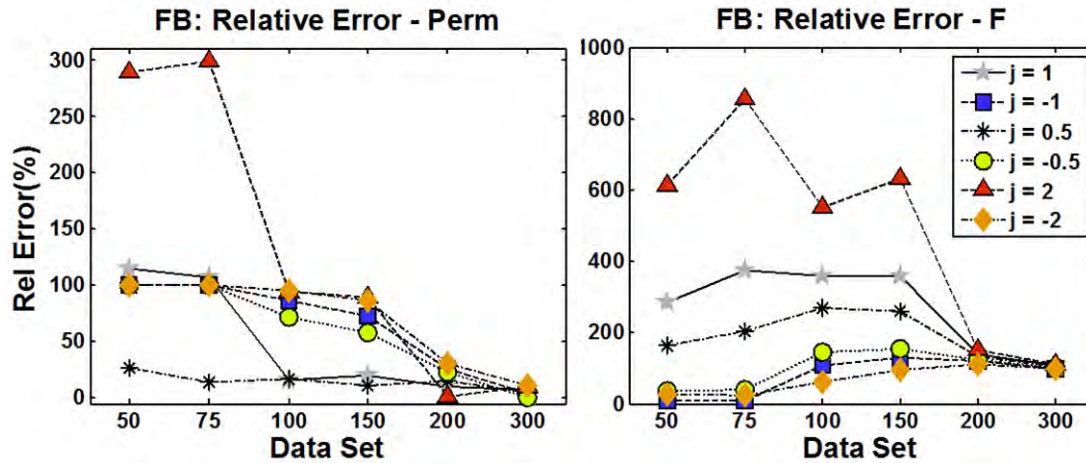 FB: Relative Error - Perm
Rel Error(%)
300
250
200
150
100
50
0
50 75 100 150 200 300
Data Set
FB: Relative Error - F
1000
800
600
400
200
0
50 75 100 150 200 300
Data Set
j = 1
j = -1
j = 0.5
j = -0.5
j = 2
j = -2